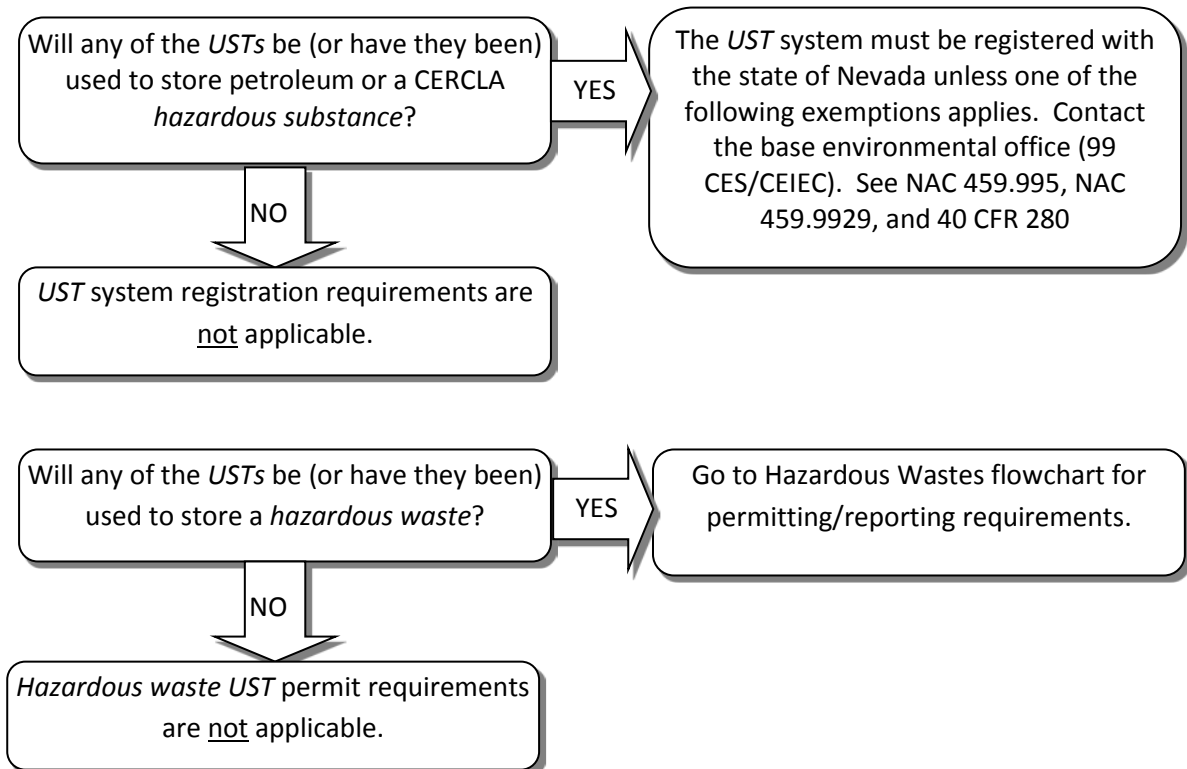 Will any of the USTs be (or have they been)
used to store petroleum or a CERCLA
hazardous substance?
YES
The UST system must be registered with
the state of Nevada unless one of the
following exemptions applies.  Contact
the base environmental office (99
CES/CEIEC).  See NAC 459.995, NAC
459.9929, and 40 CFR 280
NO
UST system registration requirements are
not applicable.
Will any of the USTs be (or have they been)
used to store a hazardous waste?
YES
Go to Hazardous Wastes flowchart for
permitting/reporting requirements.
NO
Hazardous waste UST permit requirements
are not applicable.